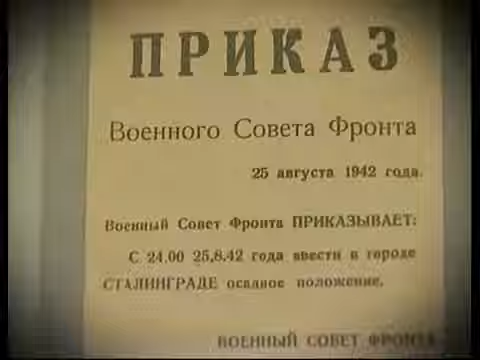 ПРИКАЗ
Военного Совета Фронта
25 августа 1942 года.
Военный Совет Фронта ПРИКАЗЫВАЕТ:
С 24.00 25.8.42 года ввести в городе
СТАЛИНГРАДЕ осадное положение.
ВОЕННЫЙ СОВЕТ ФРОНТА